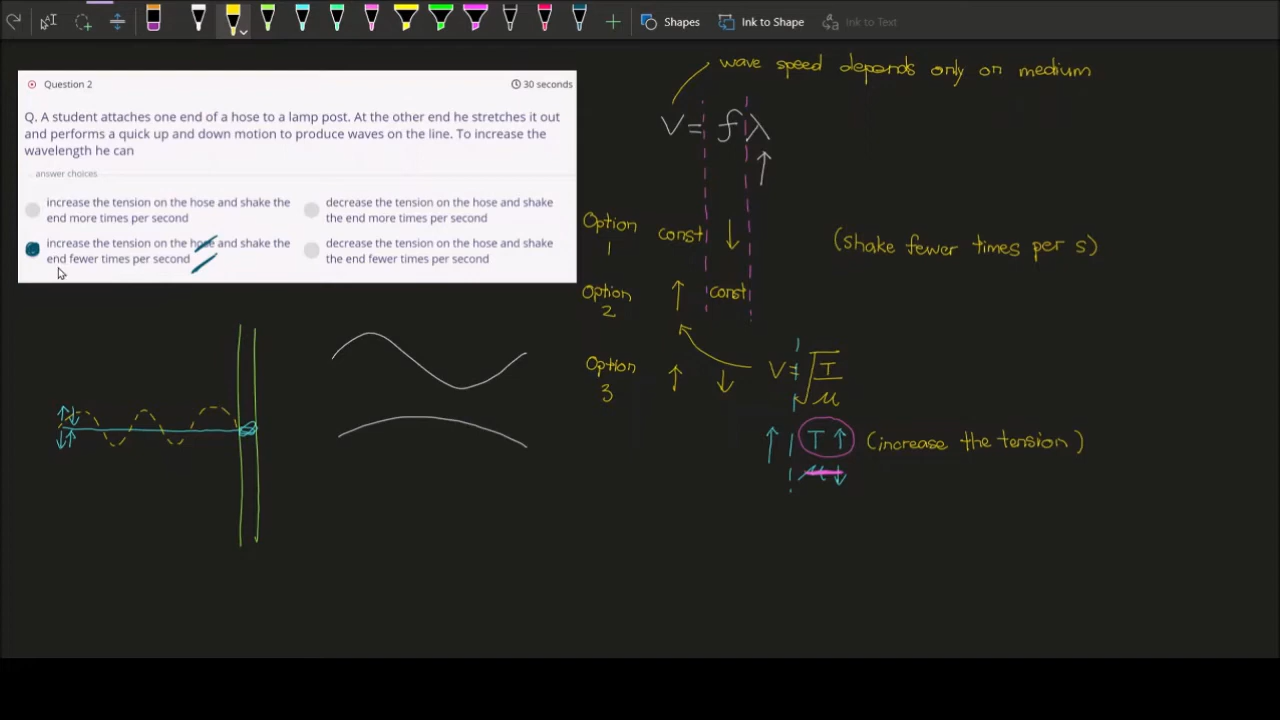 Shapes
Ink to Shape
Ink to Text
Question 2
30 seconds
Q. A student attaches one end of a hose to a lamp post. At the other end he stretches it out
and performs a quick up and down motion to produce waves on the line. To increase the
wavelength he can
answer choices
increase the tension on the hose and shake the
end more times per second
decrease the tension on the hose and shake
the end more times per second
increase the tension on the hose and shake the
end fewer times per second
decrease the tension on the hose and shake
the end fewer times per second
wave speed depends only on medium
V = f λ
↑
Option
1
const ↓
(shake fewer times per s)
Option
2
↑ const
Option
3
↑ ↓
V = √T/μ
↑ T ↑ (increase the tension)
μ ↓